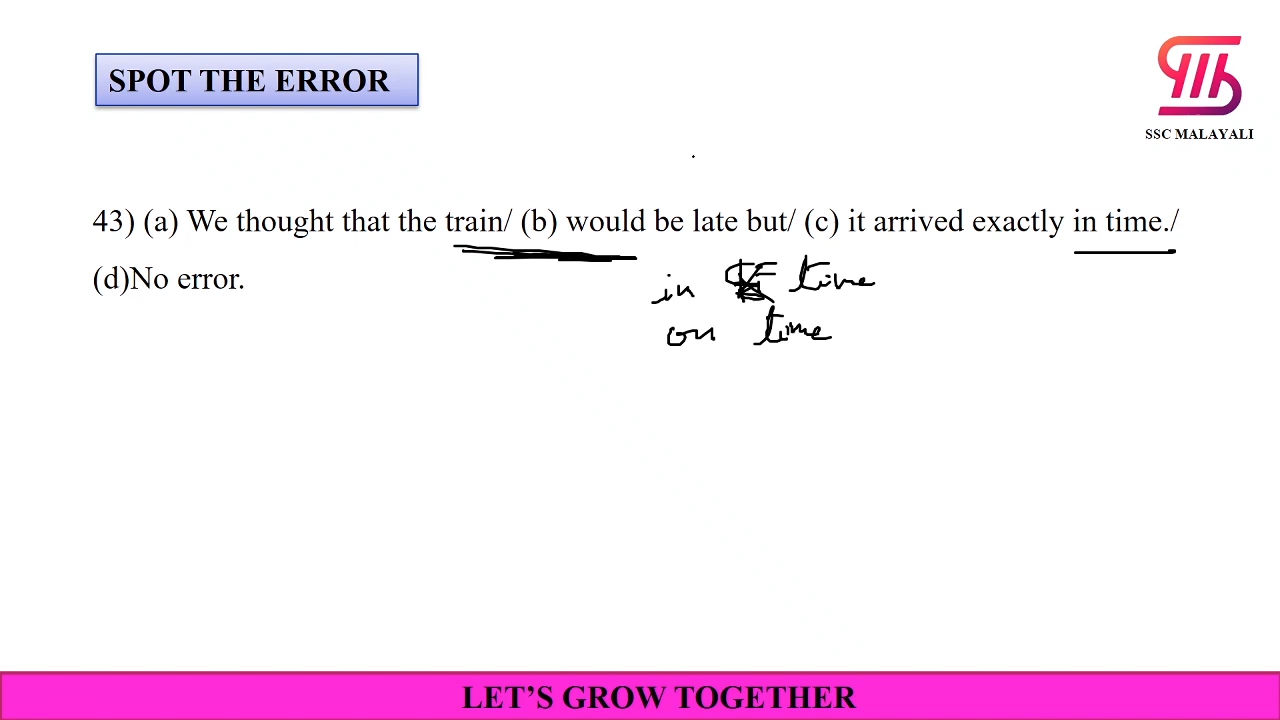 SPOT THE ERROR
SSC MALAYALI
43) (a) We thought that the train/ (b) would be late but/ (c) it arrived exactly in time./
(d)No error.
in time
on time
LET'S GROW TOGETHER